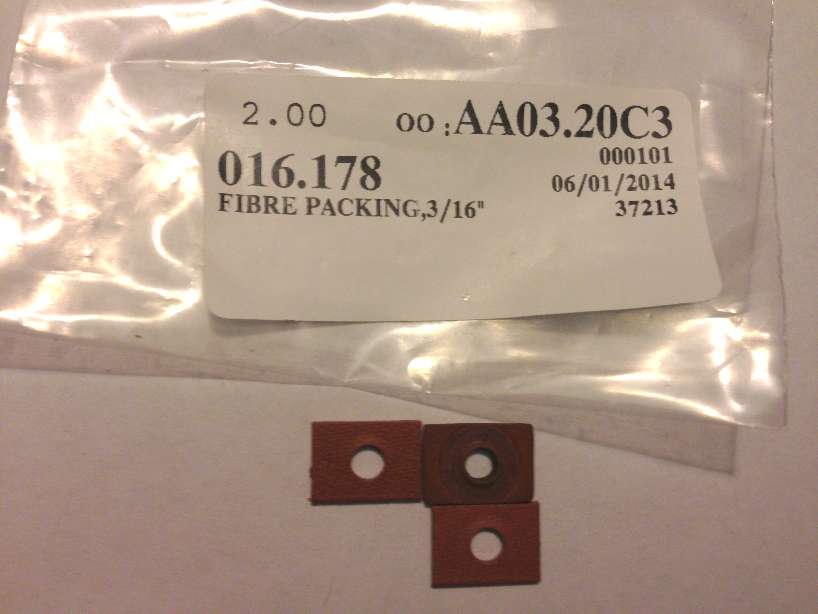 2.00 oo :AA03.20C3
016.178 000101
06/01/2014
FIBRE PACKING,3/16" 37213